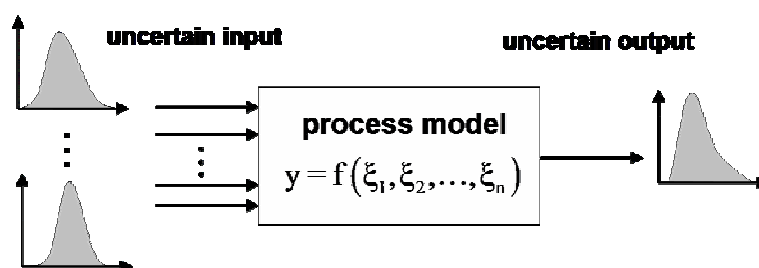 uncertain input
uncertain output
process model
y = f(ξ₁,ξ₂,...,ξₙ)